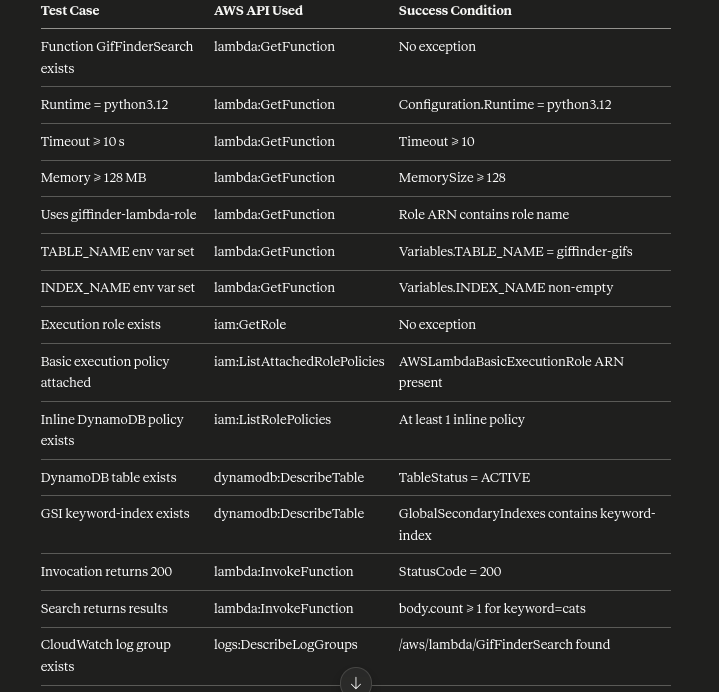 Test Case AWS API Used Success Condition
Function GifFinderSearch lambda:GetFunction No exception
exists
Runtime = python3.12 lambda:GetFunction Configuration.Runtime = python3.12
Timeout ⩾ 10 s lambda:GetFunction Timeout ⩾ 10
Memory ⩾ 128 MB lambda:GetFunction MemorySize ⩾ 128
Uses giffinder-lambda-role lambda:GetFunction Role ARN contains role name
TABLE_NAME env var set lambda:GetFunction Variables.TABLE_NAME = giffinder-gifs
INDEX_NAME env var set lambda:GetFunction Variables.INDEX_NAME non-empty
Execution role exists iam:GetRole No exception
Basic execution policy iam:ListAttachedRolePolicies AWSLambdaBasicExecutionRole ARN
attached present
Inline DynamoDB policy iam:ListRolePolicies At least 1 inline policy
exists
DynamoDB table exists dynamodb:DescribeTable TableStatus = ACTIVE
GSI keyword-index exists dynamodb:DescribeTable GlobalSecondaryIndexes contains keyword-
index
Invocation returns 200 lambda:InvokeFunction StatusCode = 200
Search returns results lambda:InvokeFunction body.count ⩾ 1 for keyword=cats
CloudWatch log group logs:DescribeLogGroups /aws/lambda/GifFinderSearch found
exists